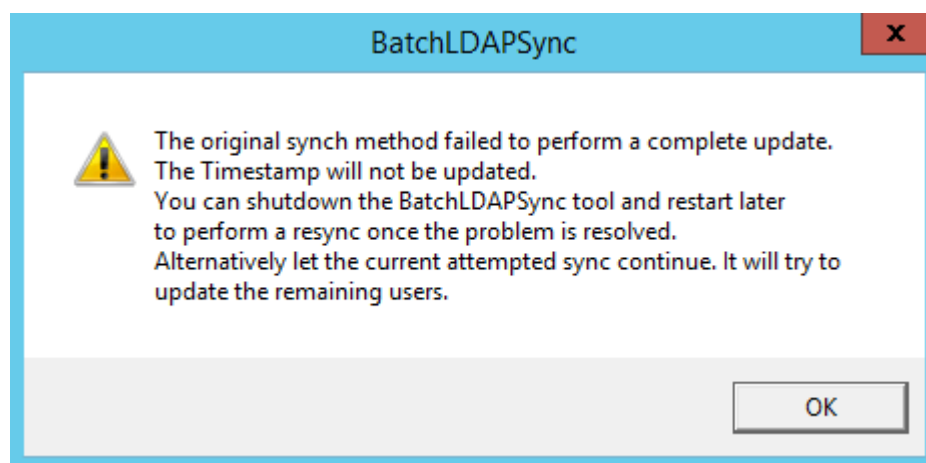 BatchLDAPSync
x
The original synch method failed to perform a complete update.
The Timestamp will not be updated.
You can shutdown the BatchLDAPSync tool and restart later
to perform a resync once the problem is resolved.
Alternatively let the current attempted sync continue. It will try to
update the remaining users.
OK